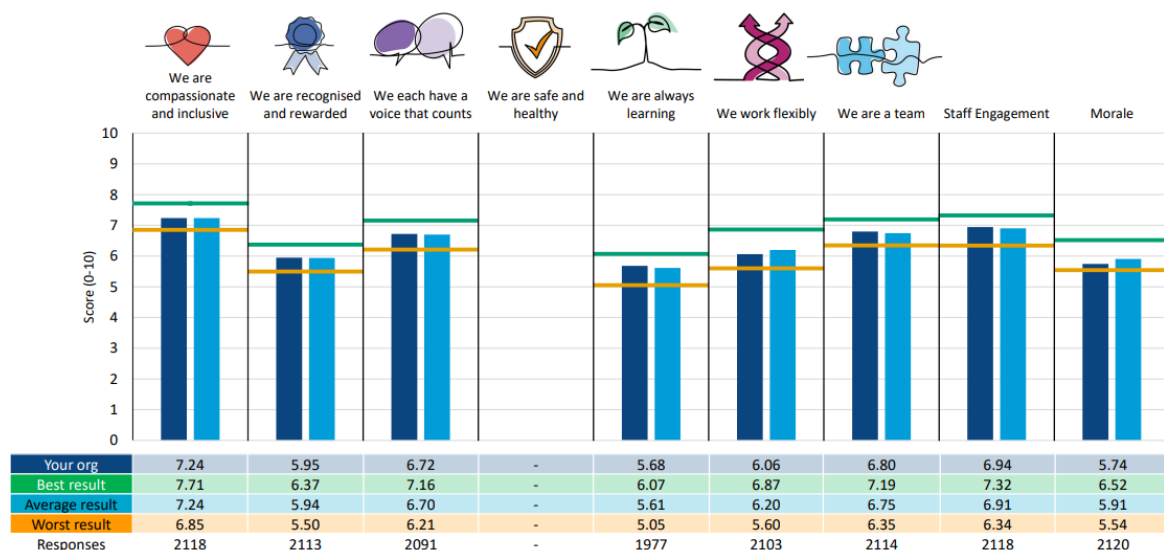 We are
compassionate
and inclusive
We are recognised
and rewarded
We each have a
voice that counts
We are safe and
healthy
We are always
learning
We work flexibly
We are a team
Staff Engagement
Morale
Score (0-10)
10
9
8
7
6
5
4
3
2
1
0
Your org 7.24 5.95 6.72 - 5.68 6.06 6.80 6.94 5.74
Best result 7.71 6.37 7.16 - 6.07 6.87 7.19 7.32 6.52
Average result 7.24 5.94 6.70 - 5.61 6.20 6.75 6.91 5.91
Worst result 6.85 5.50 6.21 - 5.05 5.60 6.35 6.34 5.54
Responses 2118 2113 2091 - 1977 2103 2114 2118 2120